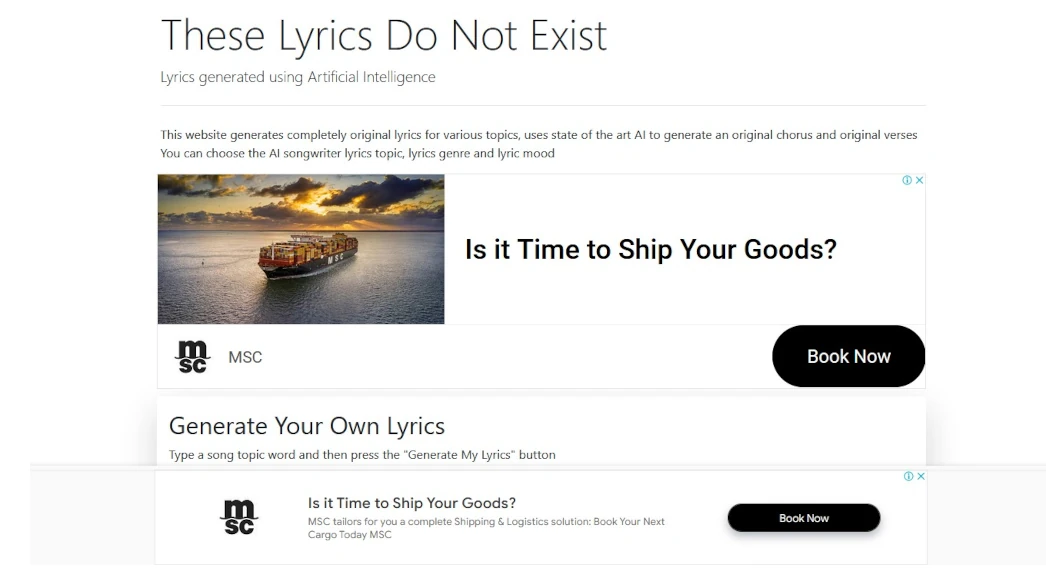 These Lyrics Do Not Exist
Lyrics generated using Artificial Intelligence
This website generates completely original lyrics for various topics, uses state of the art AI to generate an original chorus and original verses
You can choose the AI songwriter lyrics topic, lyrics genre and lyric mood
MSC
Is it Time to Ship Your Goods?
msc
MSC
Book Now
Generate Your Own Lyrics
Type a song topic word and then press the "Generate My Lyrics" button
msc
Is it Time to Ship Your Goods?
MSC tailors for you a complete Shipping & Logistics solution: Book Your Next
Cargo Today MSC
Book Now